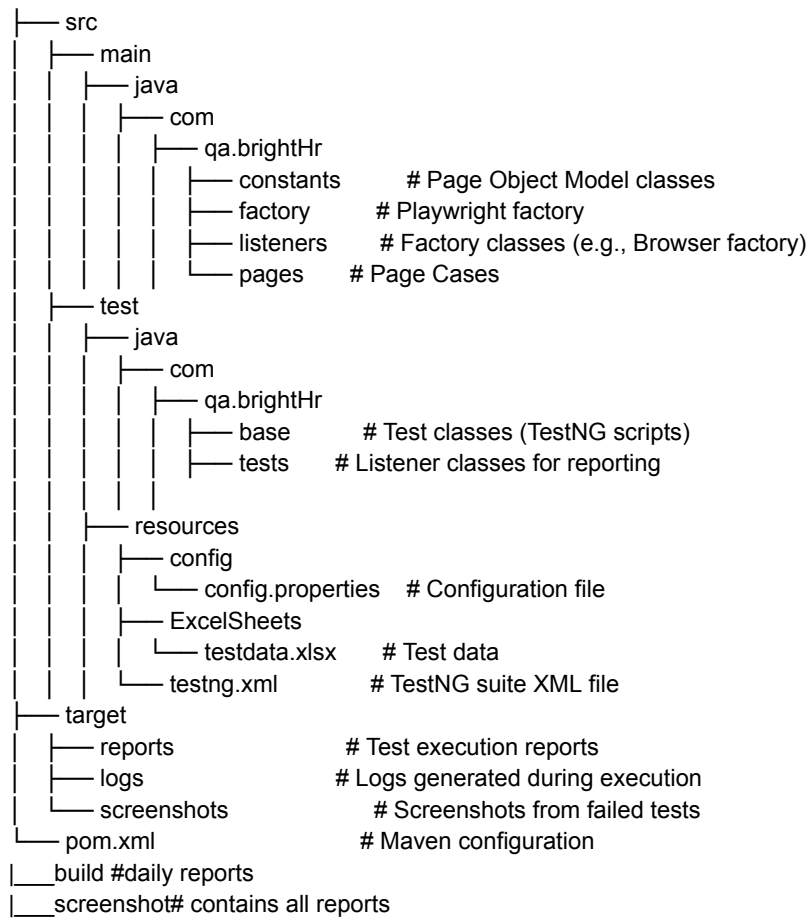 ├── src
│   ├── main
│   │   ├── java
│   │   │   ├── com
│   │   │   │   ├── qa.brightHr
│   │   │   │   │   ├── constants # Page Object Model classes
│   │   │   │   │   ├── factory # Playwright factory
│   │   │   │   │   ├── listeners # Factory classes (e.g., Browser factory)
│   │   │   │   │   └── pages # Page Cases
│   ├── test
│   │   ├── java
│   │   │   ├── com
│   │   │   │   ├── qa.brightHr
│   │   │   │   │   ├── base # Test classes (TestNG scripts)
│   │   │   │   │   ├── tests # Listener classes for reporting
│   │   │   │   │
│   │   ├── resources
│   │   │   ├── config
│   │   │   │   └── config.properties # Configuration file
│   │   │   ├── ExcelSheets
│   │   │   │   └── testdata.xlsx # Test data
│   │   │   └── testng.xml # TestNG suite XML file
├── target
│   ├── reports # Test execution reports
│   ├── logs # Logs generated during execution
│   └── screenshots # Screenshots from failed tests
└── pom.xml # Maven configuration
|___build #daily reports
|___screenshot# contains all reports